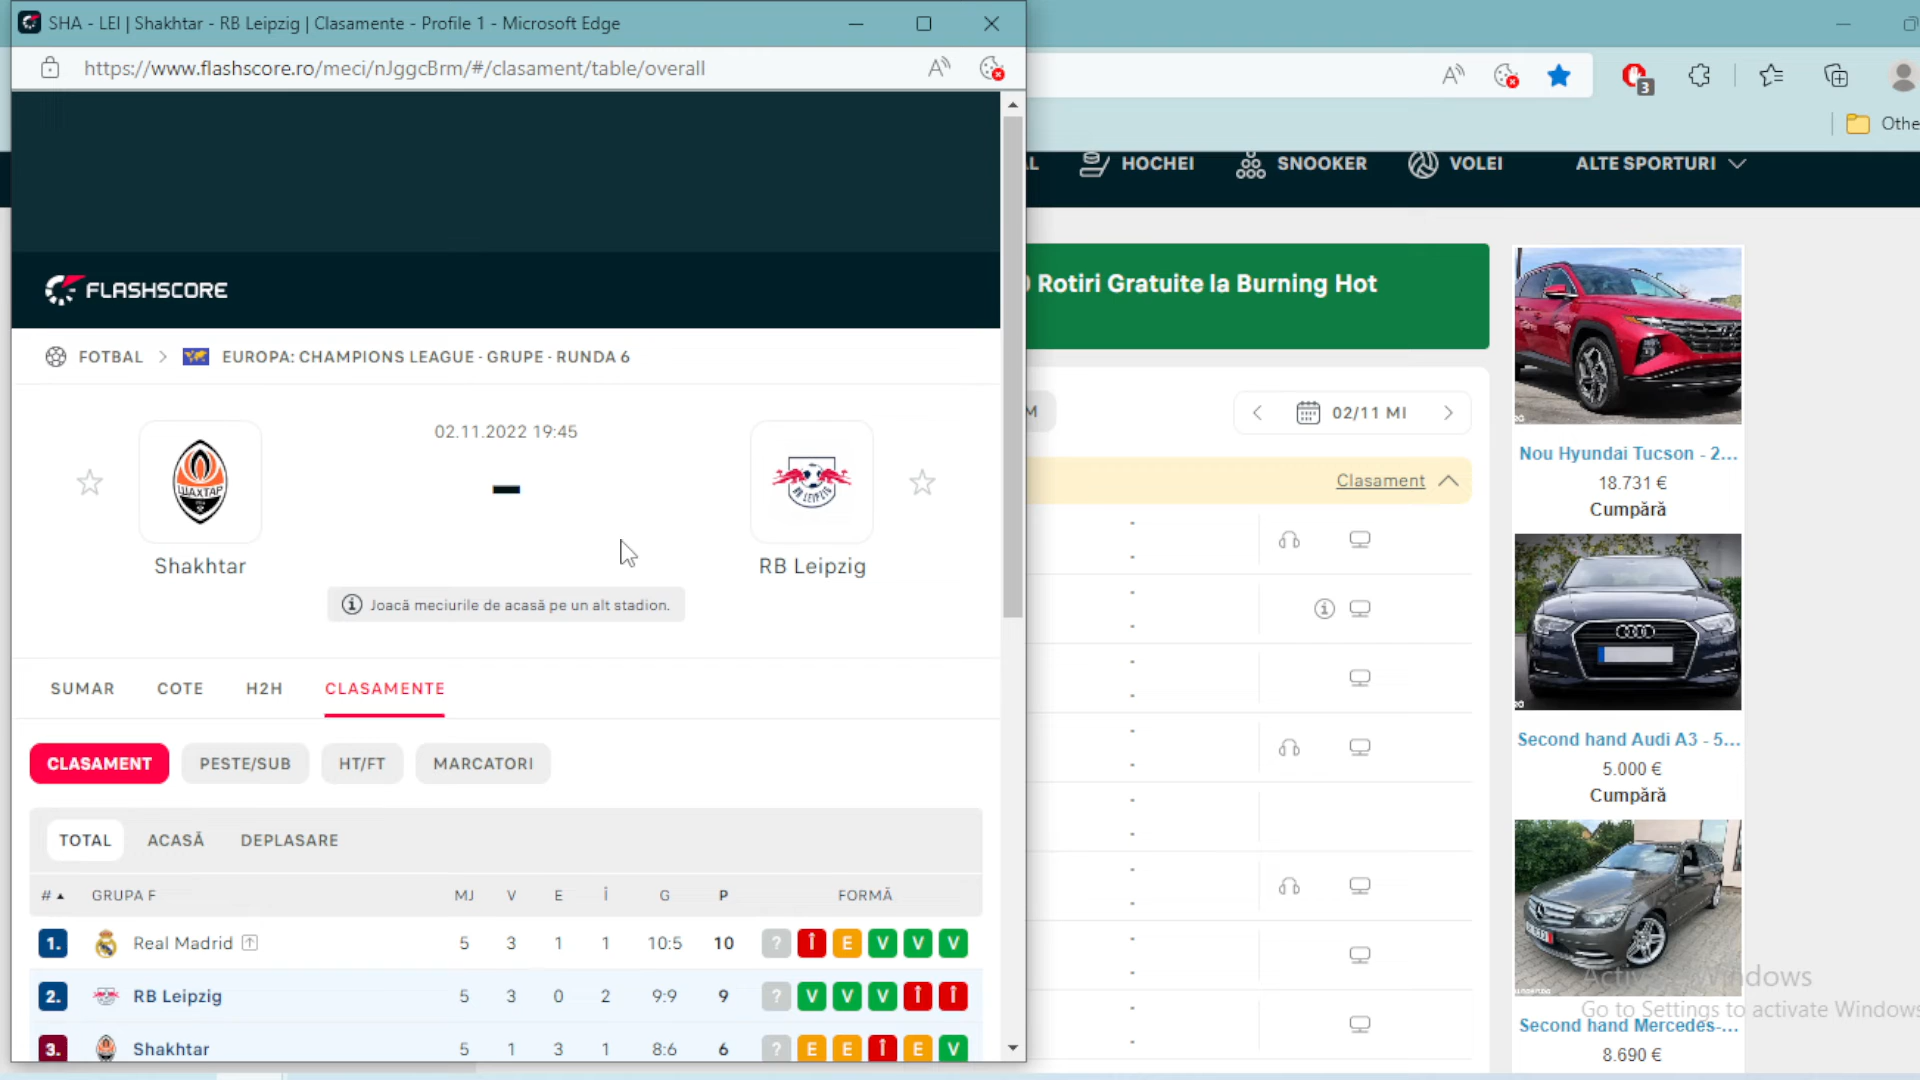 SHA - LEI | Shakhtar - RB Leipzig | Clasamente - Profile 1 - Microsoft Edge
https://www.flashscore.ro/meci/nJggcBrm/#/clasament/table/overall
3
Othe
HOCHEI SNOOKER VOLEI ALTE SPORTURI
FLASHSCORE
Rotiri Gratuite la Burning Hot
FOTBAL > EUROPA: CHAMPIONS LEAGUE - GRUPE - RUNDA 6
02/11 MI
02.11.2022 19:45
-
ШАХТАР
RB LEIPZIG
Shakhtar
RB Leipzig
Joacă meciurile de acasă pe un alt stadion.
Clasament
SUMAR COTE H2H CLASAMENTE
CLASAMENT PESTE/SUB HT/FT MARCATORI
TOTAL ACASĂ DEPLASARE
# GRUPA F MJ V E Î G P FORMĂ
1. Real Madrid 5 3 1 1 10:5 10 ? Î E V V V
2. RB Leipzig 5 3 0 2 9:9 9 ? V V V Î Î
3. Shakhtar 5 1 3 1 8:6 6 ? E E Î E V
Nou Hyundai Tucson - 2...
18.731 €
Cumpără
Second hand Audi A3 - 5...
5.000 €
Cumpără
Second hand Mercedes-...
8.690 €
Activate Windows
Go to Settings to activate Windows